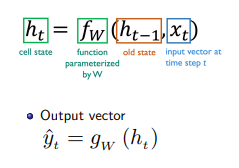 h_t = f_W(h_{t-1}, x_t)
cell state
function
parameterized
by W
old state
input vector at
time step t
Output vector
ŷ_t = g_W (h_t)